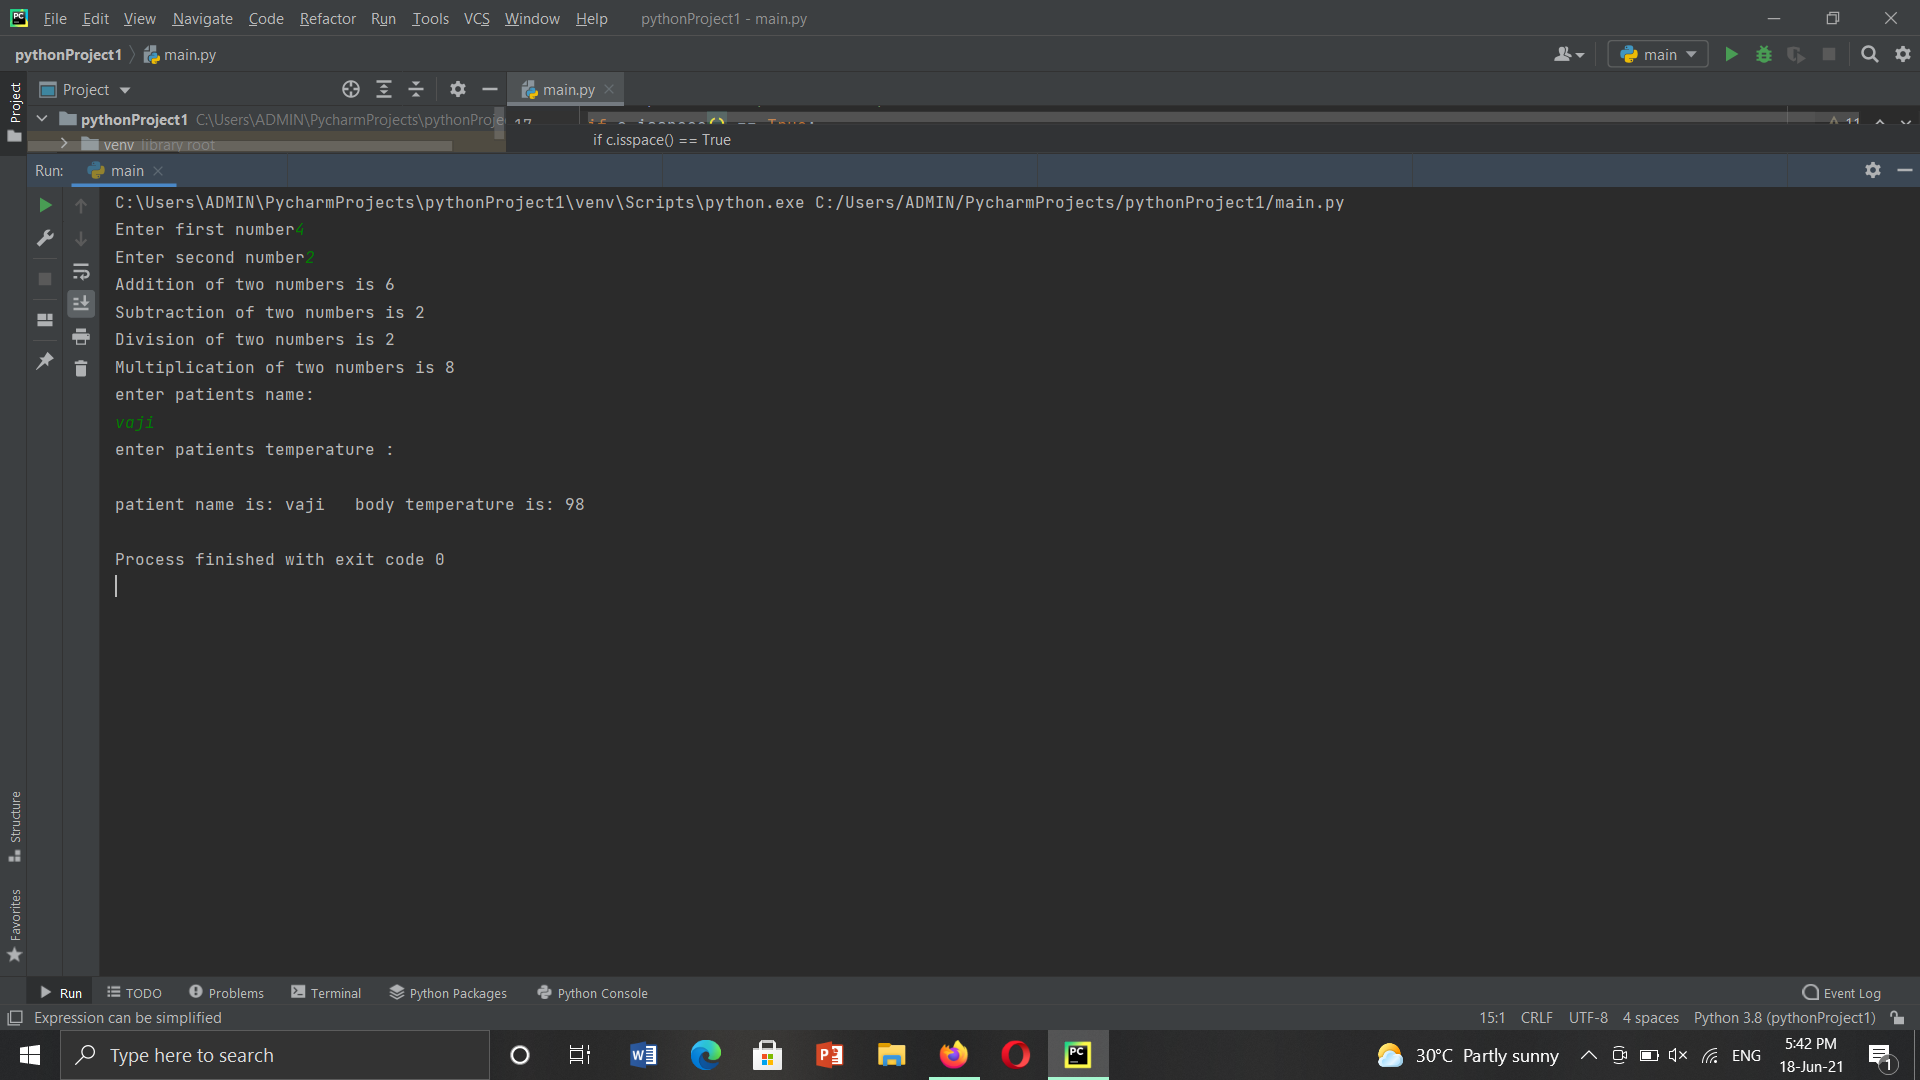 File Edit View Navigate Code Refactor Run Tools VCS Window Help pythonProject1 - main.py
pythonProject1 main.py main
Project main.py
Project
pythonProject1 C:\Users\ADMIN\PycharmProjects\pythonProje
17 if c.isspace() == True: 11
venv library root
if c.isspace() == True
Run: main
C:\Users\ADMIN\PycharmProjects\pythonProject1\venv\Scripts\python.exe C:/Users/ADMIN/PycharmProjects/pythonProject1/main.py
Enter first number4
Enter second number2
Addition of two numbers is 6
Subtraction of two numbers is 2
Division of two numbers is 2
Multiplication of two numbers is 8
enter patients name:
vaji
enter patients temperature :
patient name is: vaji   body temperature is: 98
Process finished with exit code 0
Structure
Favorites
Run TODO Problems Terminal Python Packages Python Console Event Log
Expression can be simplified 15:1 CRLF UTF-8 4 spaces Python 3.8 (pythonProject1)
Type here to search 30°C Partly sunny ENG 5:42 PM
18-Jun-21 1